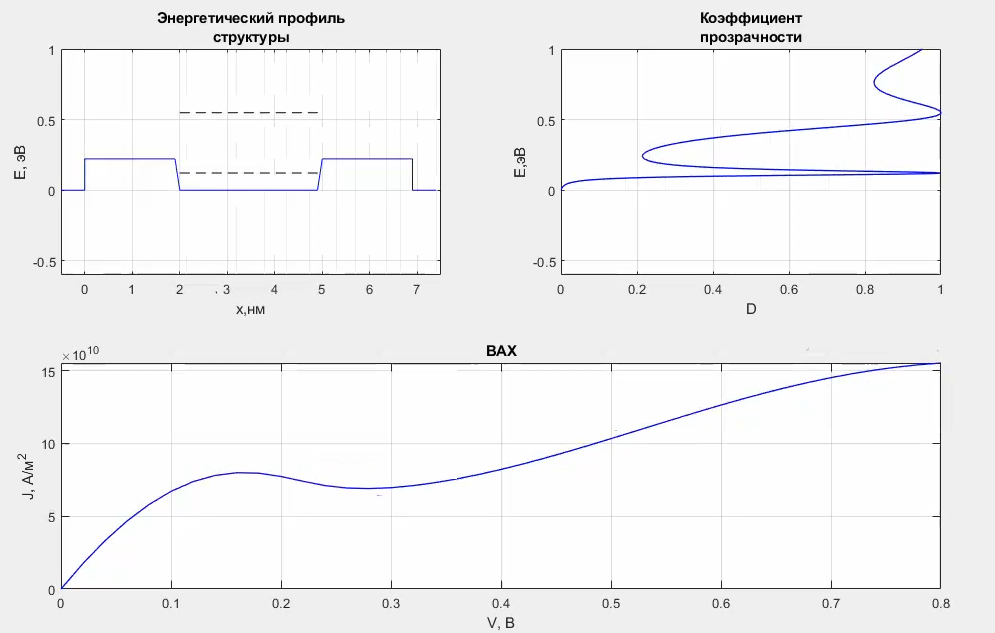 Энергетический профиль
структуры
1
0.5
0
-0.5
E, эВ
0 1 2 3 4 5 6 7
x,нм
Коэффициент
прозрачности
1
0.5
0
-0.5
E,эВ
0 0.2 0.4 0.6 0.8 1
D
ВАХ
×10^10
15
10
5
0
J, А/м^2
0 0.1 0.2 0.3 0.4 0.5 0.6 0.7 0.8
V, В